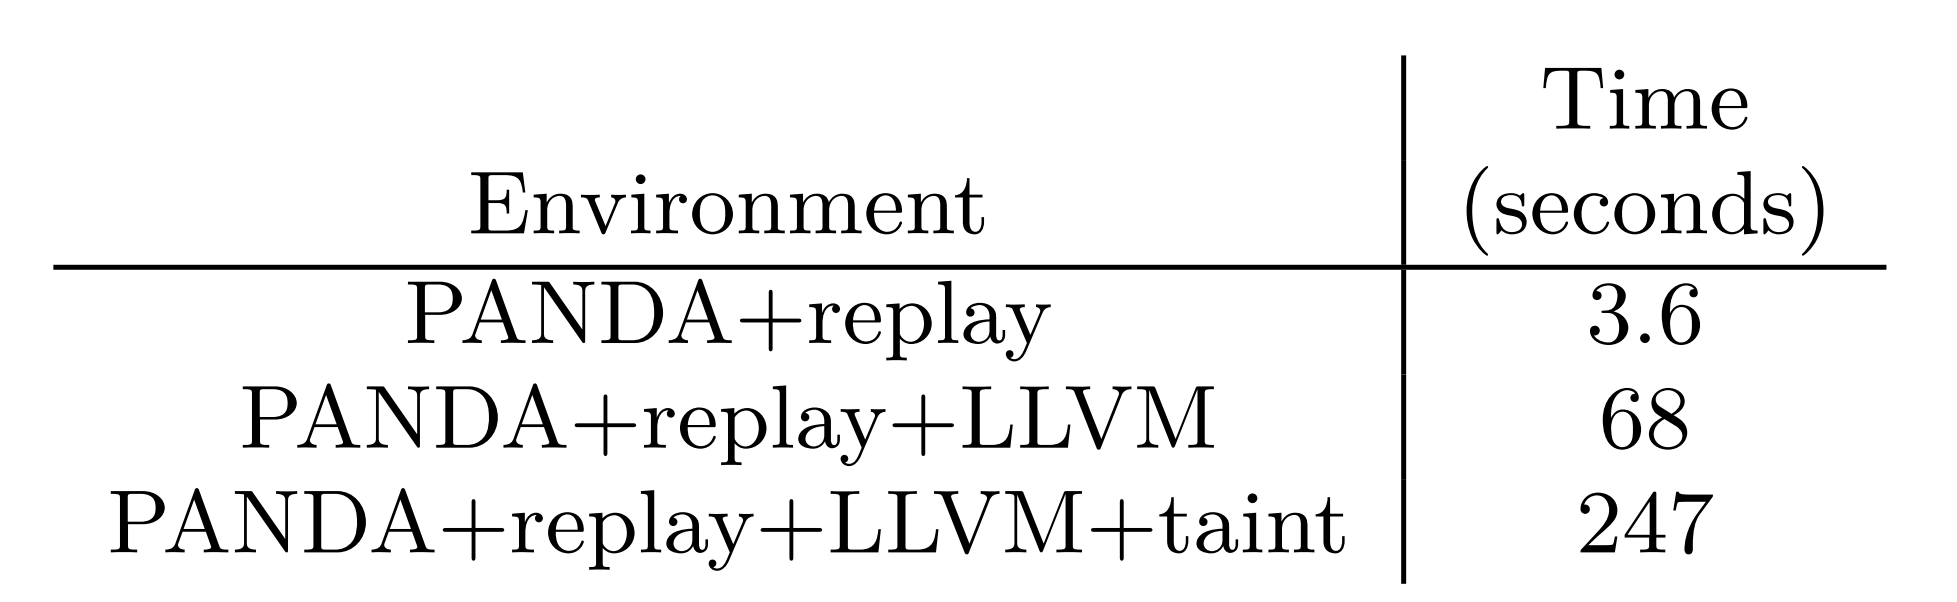 Time
Environment (seconds)
PANDA+replay 3.6
PANDA+replay+LLVM 68
PANDA+replay+LLVM+taint 247